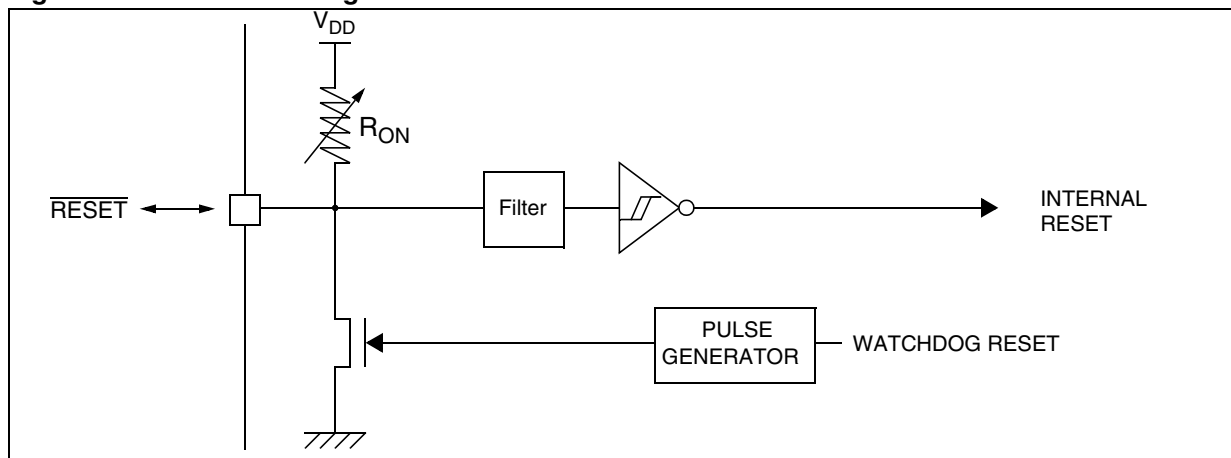 V_DD
R_ON
RESET
Filter
INTERNAL
RESET
PULSE
GENERATOR
WATCHDOG RESET